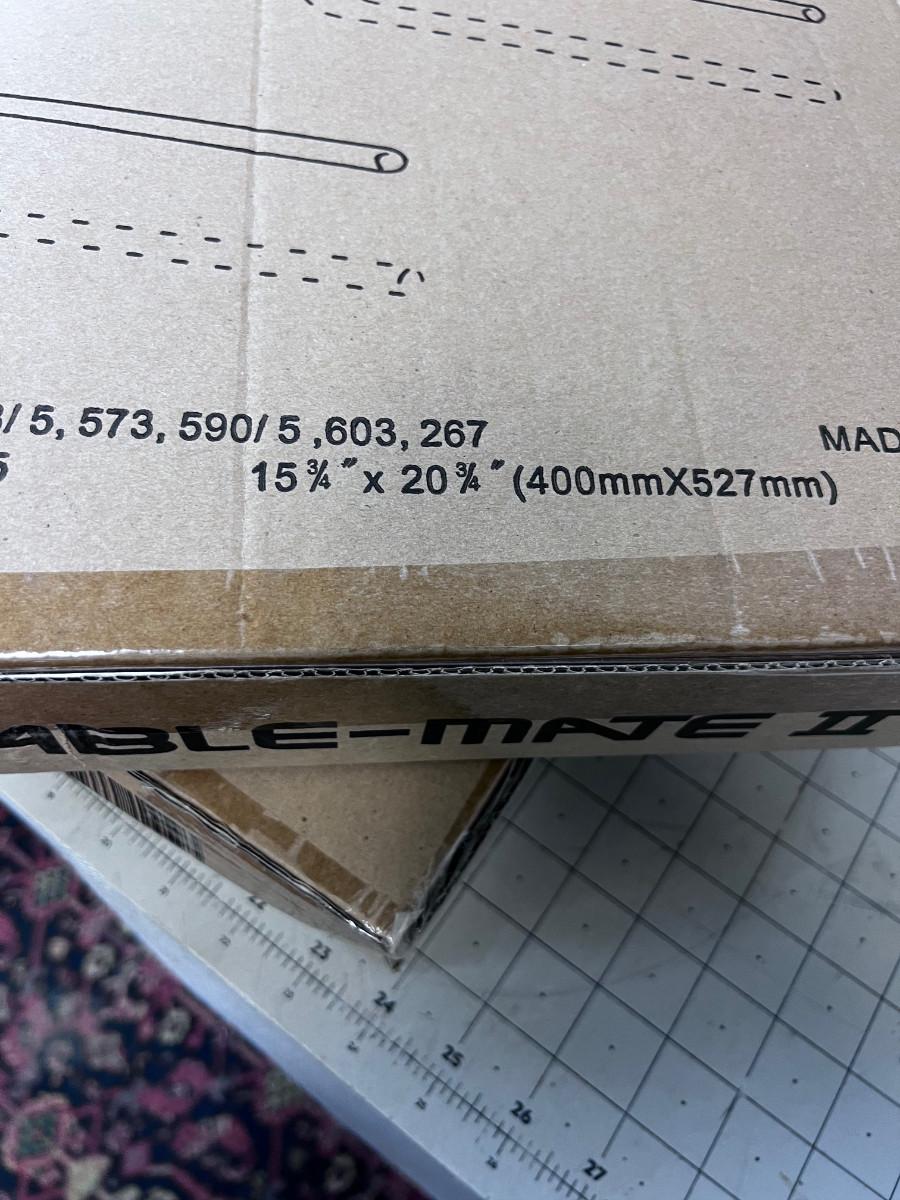 / 5, 573, 590/ 5 ,603, 267
MAD
5
15 ¾ ″ x 20 ¾ ″ (400mmX527mm)
ABLE-MATE II
23
24
25
26
27